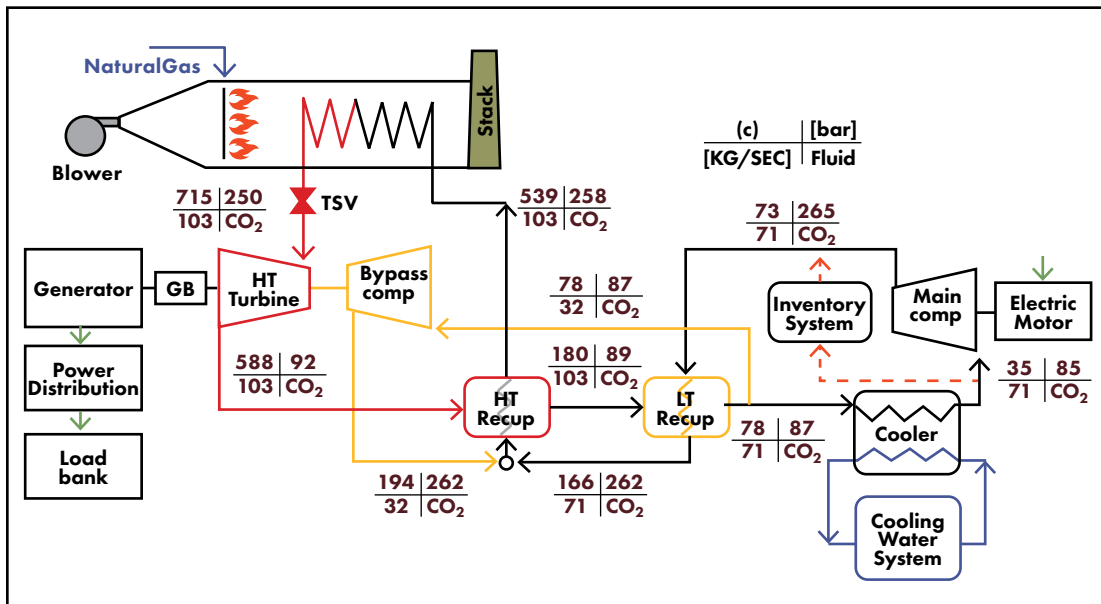 NaturalGas
Blower
Stack
(c) [bar]
[KG/SEC] Fluid
715 250
103 CO₂
TSV
539 258
103 CO₂
73 265
71 CO₂
Generator
GB
HT
Turbine
Bypass
comp
78 87
32 CO₂
Inventory
System
Main
comp
Electric
Motor
Power
Distribution
588 92
103 CO₂
180 89
103 CO₂
35 85
71 CO₂
HT
Recup
LT
Recup
78 87
71 CO₂
Cooler
Load
bank
194 262
32 CO₂
166 262
71 CO₂
Cooling
Water
System